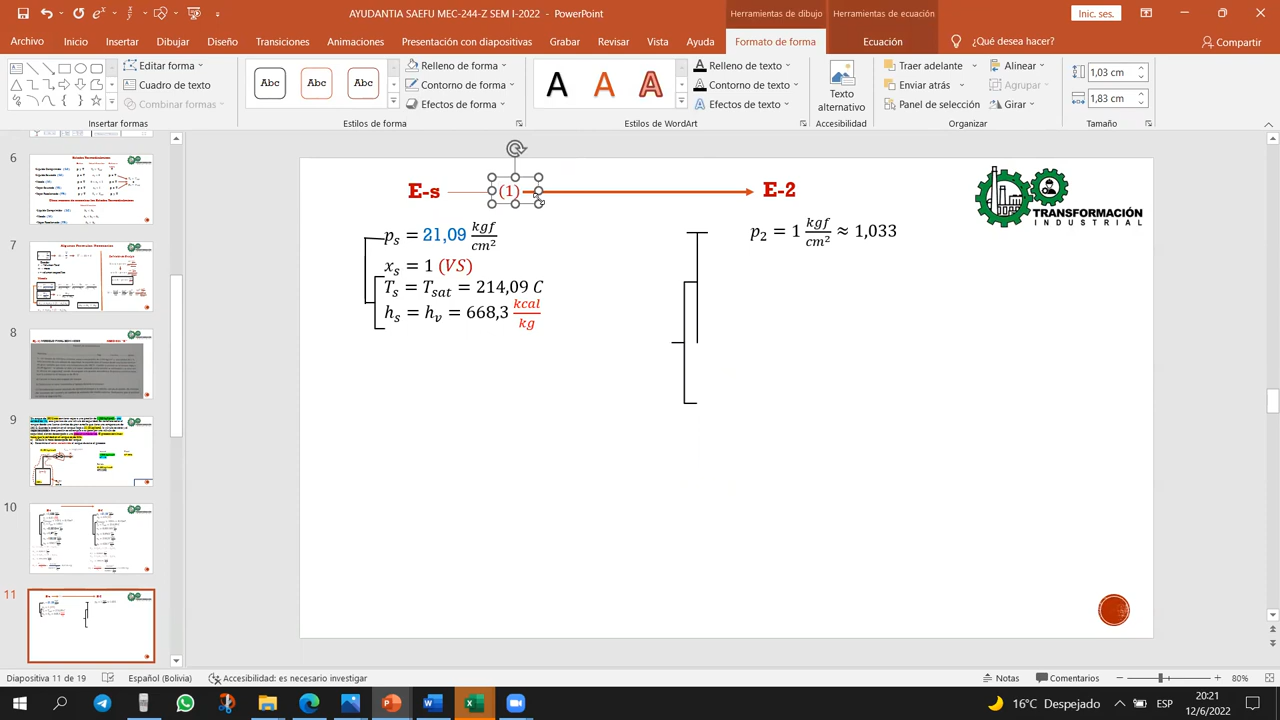 AYUDANTIA SAFIU MEC-244-Z SEM I-2022 - PowerPoint
Herramientas de dibujo
Herramientas de ecuación
Inic. ses.
Archivo
Inicio
Insertar
Dibujar
Diseño
Transiciones
Animaciones
Presentación con diapositivas
Grabar
Revisar
Vista
Ayuda
Formato de forma
Ecuación
¿Qué desea hacer?
Compartir
Editar forma
Cuadro de texto
Combinar formas
Insertar formas
Abc
Abc
Abc
Relleno de forma
Contorno de forma
Efectos de forma
Estilos de forma
A
A
A
Relleno de texto
Contorno de texto
Efectos de texto
Estilos de WordArt
Texto
alternativo
Accesibilidad
Traer adelante
Enviar atrás
Panel de selección
Alinear
Agrupar
Girar
Organizar
1,03 cm
1,83 cm
Tamaño
7
8
9
10
11
E-s
(1)
E-2
p_s = 21,09 kgf/cm²
x_s = 1 (VS)
T_s = T_sat = 214,09 C
h_s = h_v = 668,3 kcal/kg
p_2 = 1 kgf/cm² ≈ 1,033
TRANSFORMACIÓN
INDUSTRIAL
Diapositiva 11 de 19
Español (Bolivia)
Accesibilidad: es necesario investigar
Notas
Comentarios
80%
16°C Despejado
ESP
20:21
12/6/2022